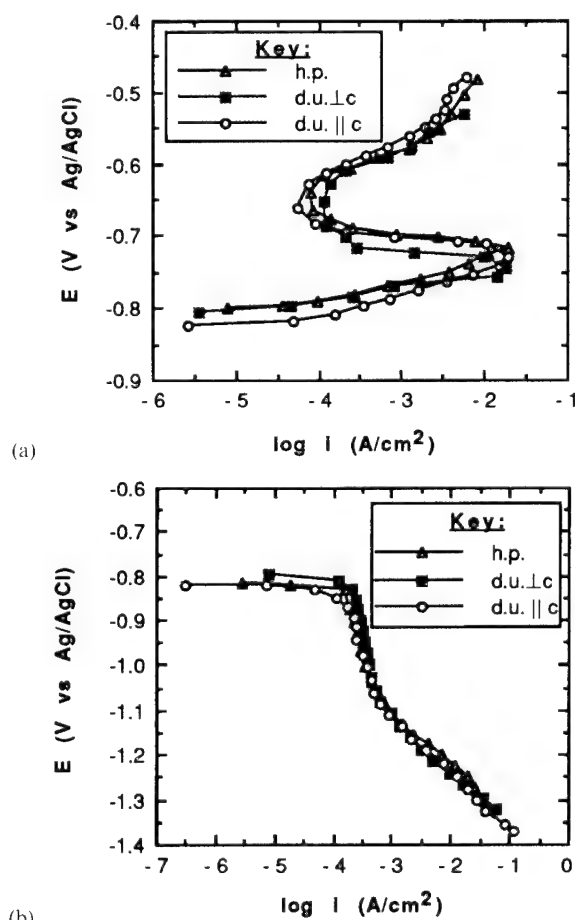 -0.4
-0.5
-0.6
-0.7
-0.8
-0.9
E (V vs Ag/AgCl)
Key:
h.p.
d.u.⊥c
d.u. || c
-6 -5 -4 -3 -2 -1
log i (A/cm²)
(a)
-0.6
-0.7
-0.8
-0.9
-1.0
-1.1
-1.2
-1.3
-1.4
E (V vs Ag/AgCl)
Key:
h.p.
d.u.⊥c
d.u. || c
-7 -6 -5 -4 -3 -2 -1 0
log i (A/cm²)
(b)